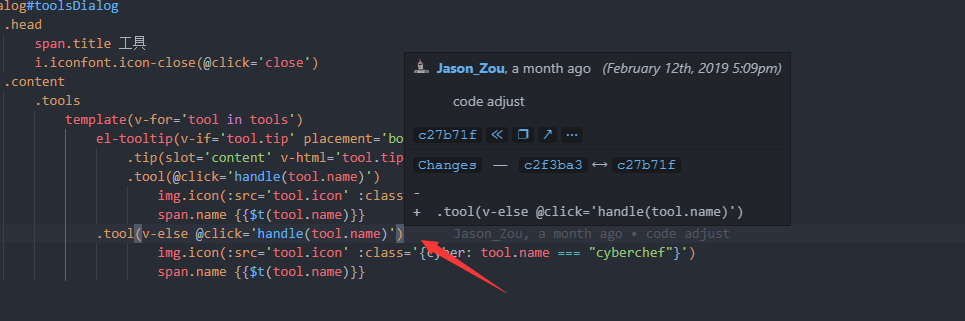 alog#toolsDialog
.head
span.title 工具
i.iconfont.icon-close(@click='close')
.content
.tools
template(v-for='tool in tools')
el-tooltip(v-if='tool.tip' placement='bo
.tip(slot='content' v-html='tool.tip
.tool(@click='handle(tool.name)')
img.icon(:src='tool.icon' :class
span.name {{$t(tool.name)}}
.tool(v-else @click='handle(tool.name)') Jason_Zou, a month ago • code adjust
img.icon(:src='tool.icon' :class='{cyber: tool.name === "cyberchef"}')
span.name {{$t(tool.name)}}
Jason_Zou, a month ago (February 12th, 2019 5:09pm)
code adjust
c27b71f
Changes — c2f3ba3 ↔ c27b71f
-
+ .tool(v-else @click='handle(tool.name)')